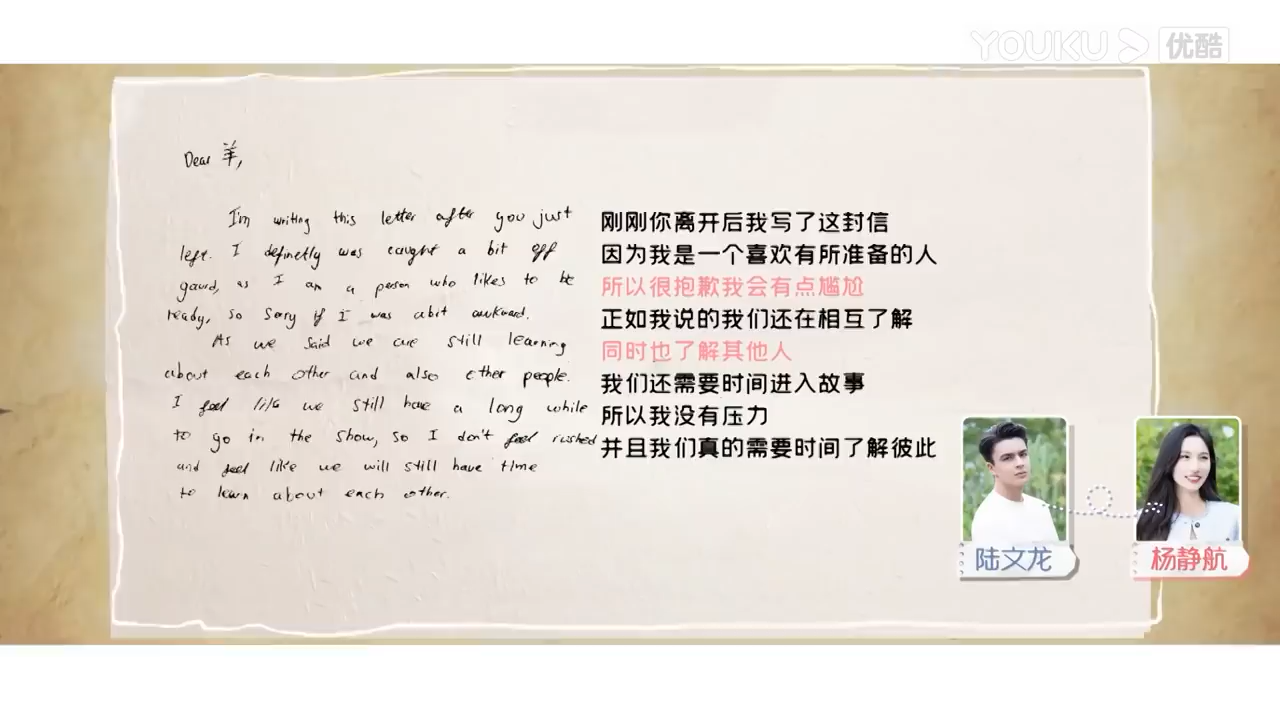 YOUKU 优酷
Dear 羊,
I'm writing this letter after you just
left. I definetly was caught a bit off
gaurd, as I am a person who likes to be
ready, so sorry if I was abit awkward.
As we said we are still learning
about each other and also other people.
I feel like we still have a long while
to go in the show, so I don't feel rushed
and feel like we will still have time
to learn about each other.
刚刚你离开后我写了这封信
因为我是一个喜欢有所准备的人
所以很抱歉我会有点尴尬
正如我说的我们还在相互了解
同时也了解其他人
我们还需要时间进入故事
所以我没有压力
并且我们真的需要时间了解彼此
陆文龙
杨静航